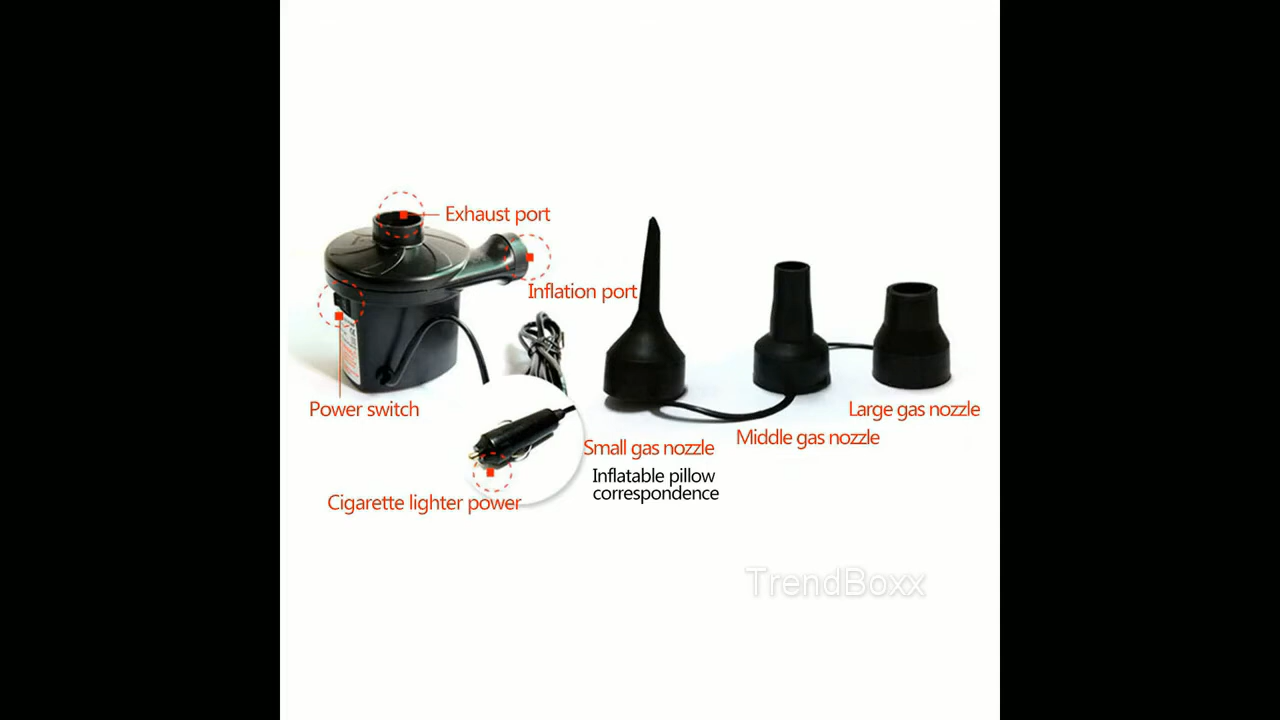 Exhaust port
Inflation port
Power switch
Large gas nozzle
Middle gas nozzle
Small gas nozzle
Inflatable pillow
correspondence
Cigarette lighter power
TrendBoxx